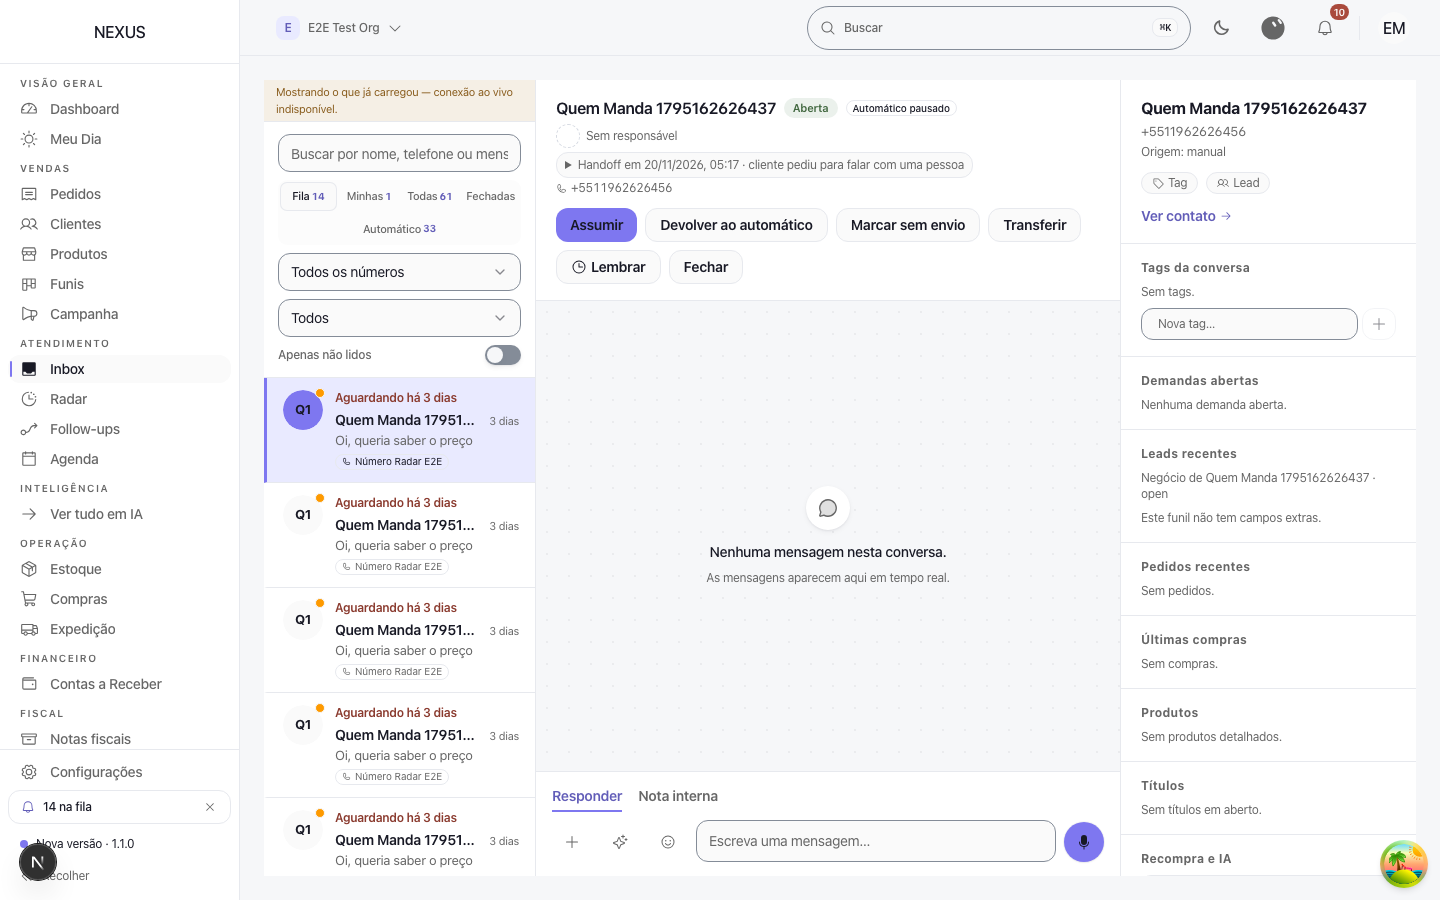 NEXUS
VISÃO GERAL
Dashboard
Meu Dia
VENDAS
Pedidos
Clientes
Produtos
Funis
Campanha
ATENDIMENTO
Inbox
Radar
Follow-ups
Agenda
INTELIGÊNCIA
Ver tudo em IA
OPERAÇÃO
Estoque
Compras
Expedição
FINANCEIRO
Contas a Receber
FISCAL
Notas fiscais
Configurações
14 na fila
Nova versão · 1.1.0
N
E
E2E Test Org
Buscar
⌘K
10
EM
Mostrando o que já carregou — conexão ao vivo
indisponível.
Buscar por nome, telefone ou mens
Fila 14
Minhas 1
Todas 61
Fechadas
Automático 33
Todos os números
Todos
Apenas não lidos
Q1
Aguardando há 3 dias
Quem Manda 17951... 3 dias
Oi, queria saber o preço
Número Radar E2E
Q1
Aguardando há 3 dias
Quem Manda 17951... 3 dias
Oi, queria saber o preço
Número Radar E2E
Q1
Aguardando há 3 dias
Quem Manda 17951... 3 dias
Oi, queria saber o preço
Número Radar E2E
Q1
Aguardando há 3 dias
Quem Manda 17951... 3 dias
Oi, queria saber o preço
Número Radar E2E
Q1
Aguardando há 3 dias
Quem Manda 17951... 3 dias
Oi, queria saber o preço
Quem Manda 1795162626437 Aberta Automático pausado
Sem responsável
Handoff em 20/11/2026, 05:17 · cliente pediu para falar com uma pessoa
+5511962626456
Assumir
Devolver ao automático
Marcar sem envio
Transferir
Lembrar
Fechar
Nenhuma mensagem nesta conversa.
As mensagens aparecem aqui em tempo real.
Responder
Nota interna
Escreva uma mensagem...
Quem Manda 1795162626437
+5511962626456
Origem: manual
Tag
Lead
Ver contato →
Tags da conversa
Sem tags.
Nova tag...
Demandas abertas
Nenhuma demanda aberta.
Leads recentes
Negócio de Quem Manda 1795162626437 ·
open
Este funil não tem campos extras.
Pedidos recentes
Sem pedidos.
Últimas compras
Sem compras.
Produtos
Sem produtos detalhados.
Títulos
Sem títulos em aberto.
Recompra e IA